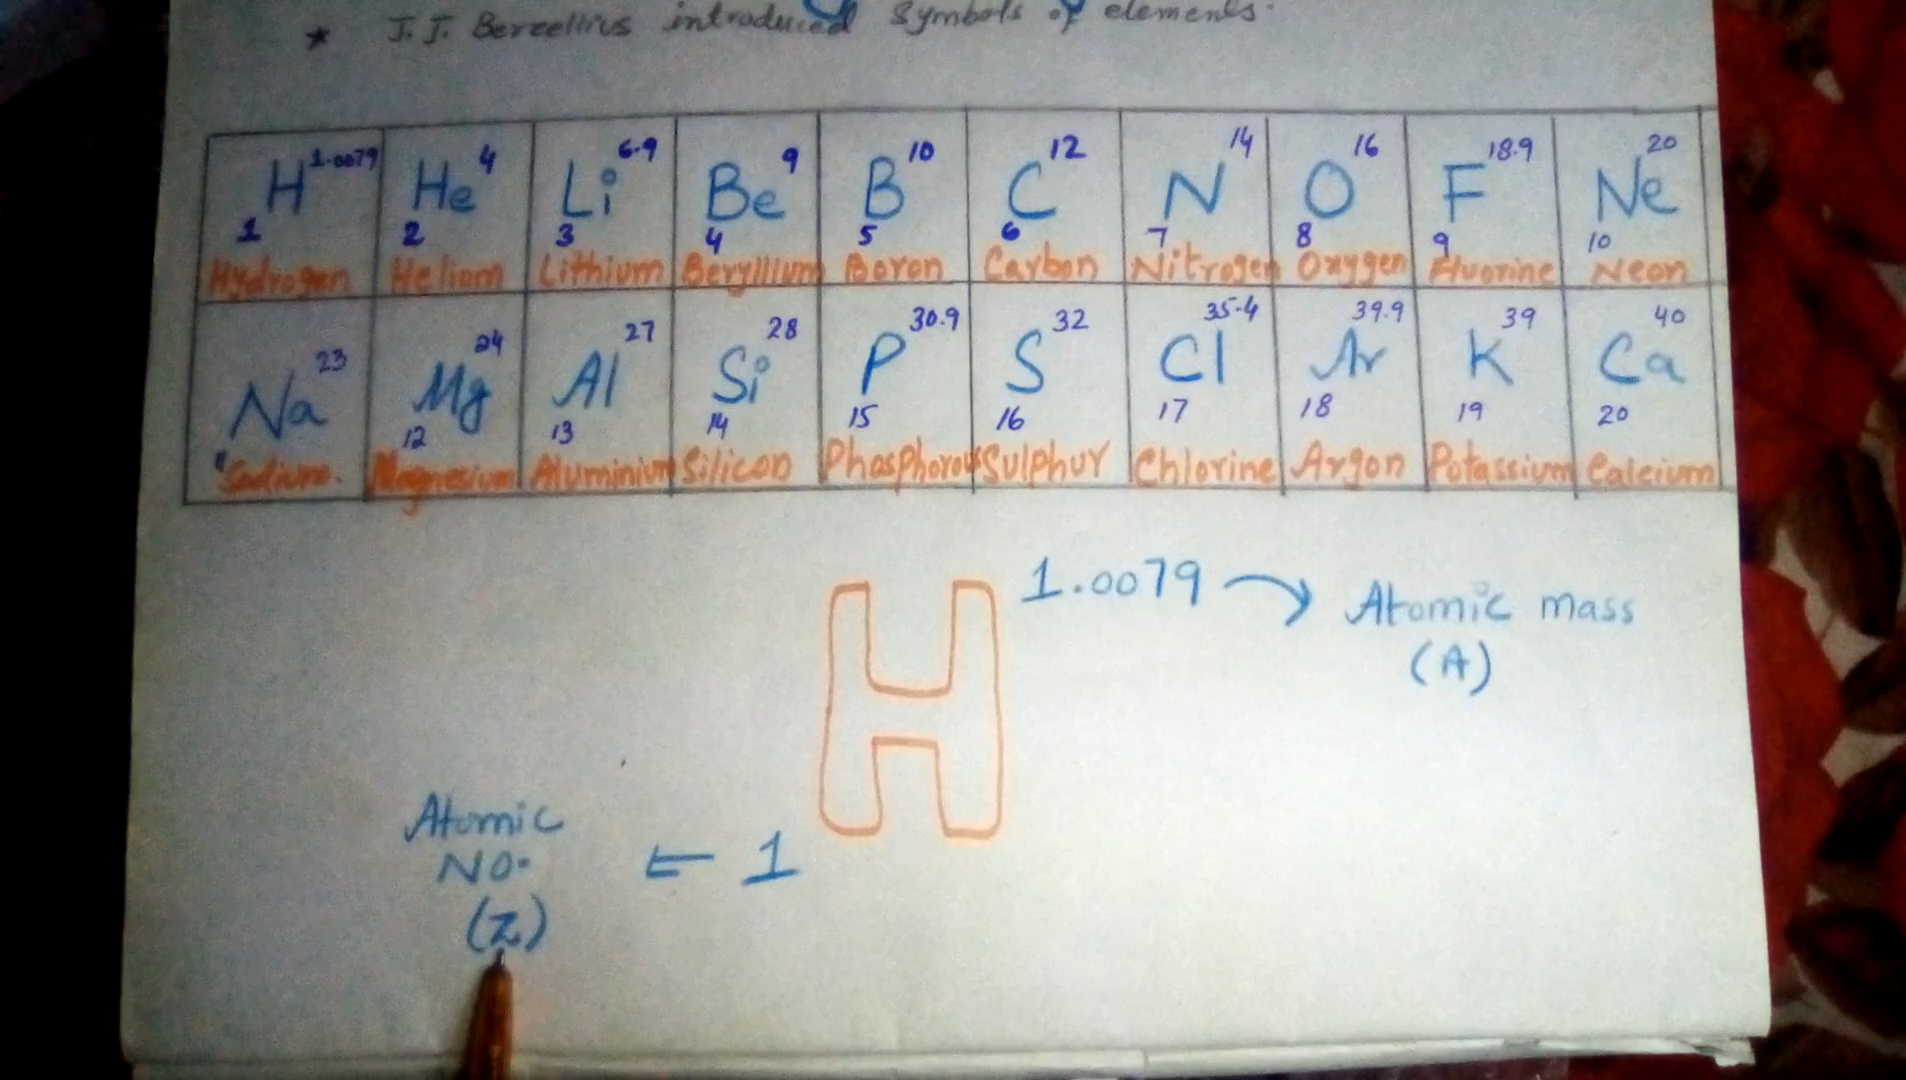 * J.J. Berzellius introduced Symbols of elements.
H 1.0079 He 4 Li 6.9 Be 9 B 10 C 12 N 14 O 16 F 18.9 Ne 20
1 2 3 4 5 6 7 8 9 10
Hydrogen Heliom Lithium Beryllium Boron Carbon Nitrogen Oxygen Fluorine Neon
Na 23 Mg 24 Al 27 Si 28 P 30.9 S 32 Cl 35.4 Ar 39.9 K 39 Ca 40
12 13 14 15 16 17 18 19 20
Sodium. Magnesium Aluminium Silicon Phosphorous Sulphur Chlorine Argon Potassium Calcium
H 1.0079 → Atomic mass
(A)
Atomic
NO. ← 1
(Z)